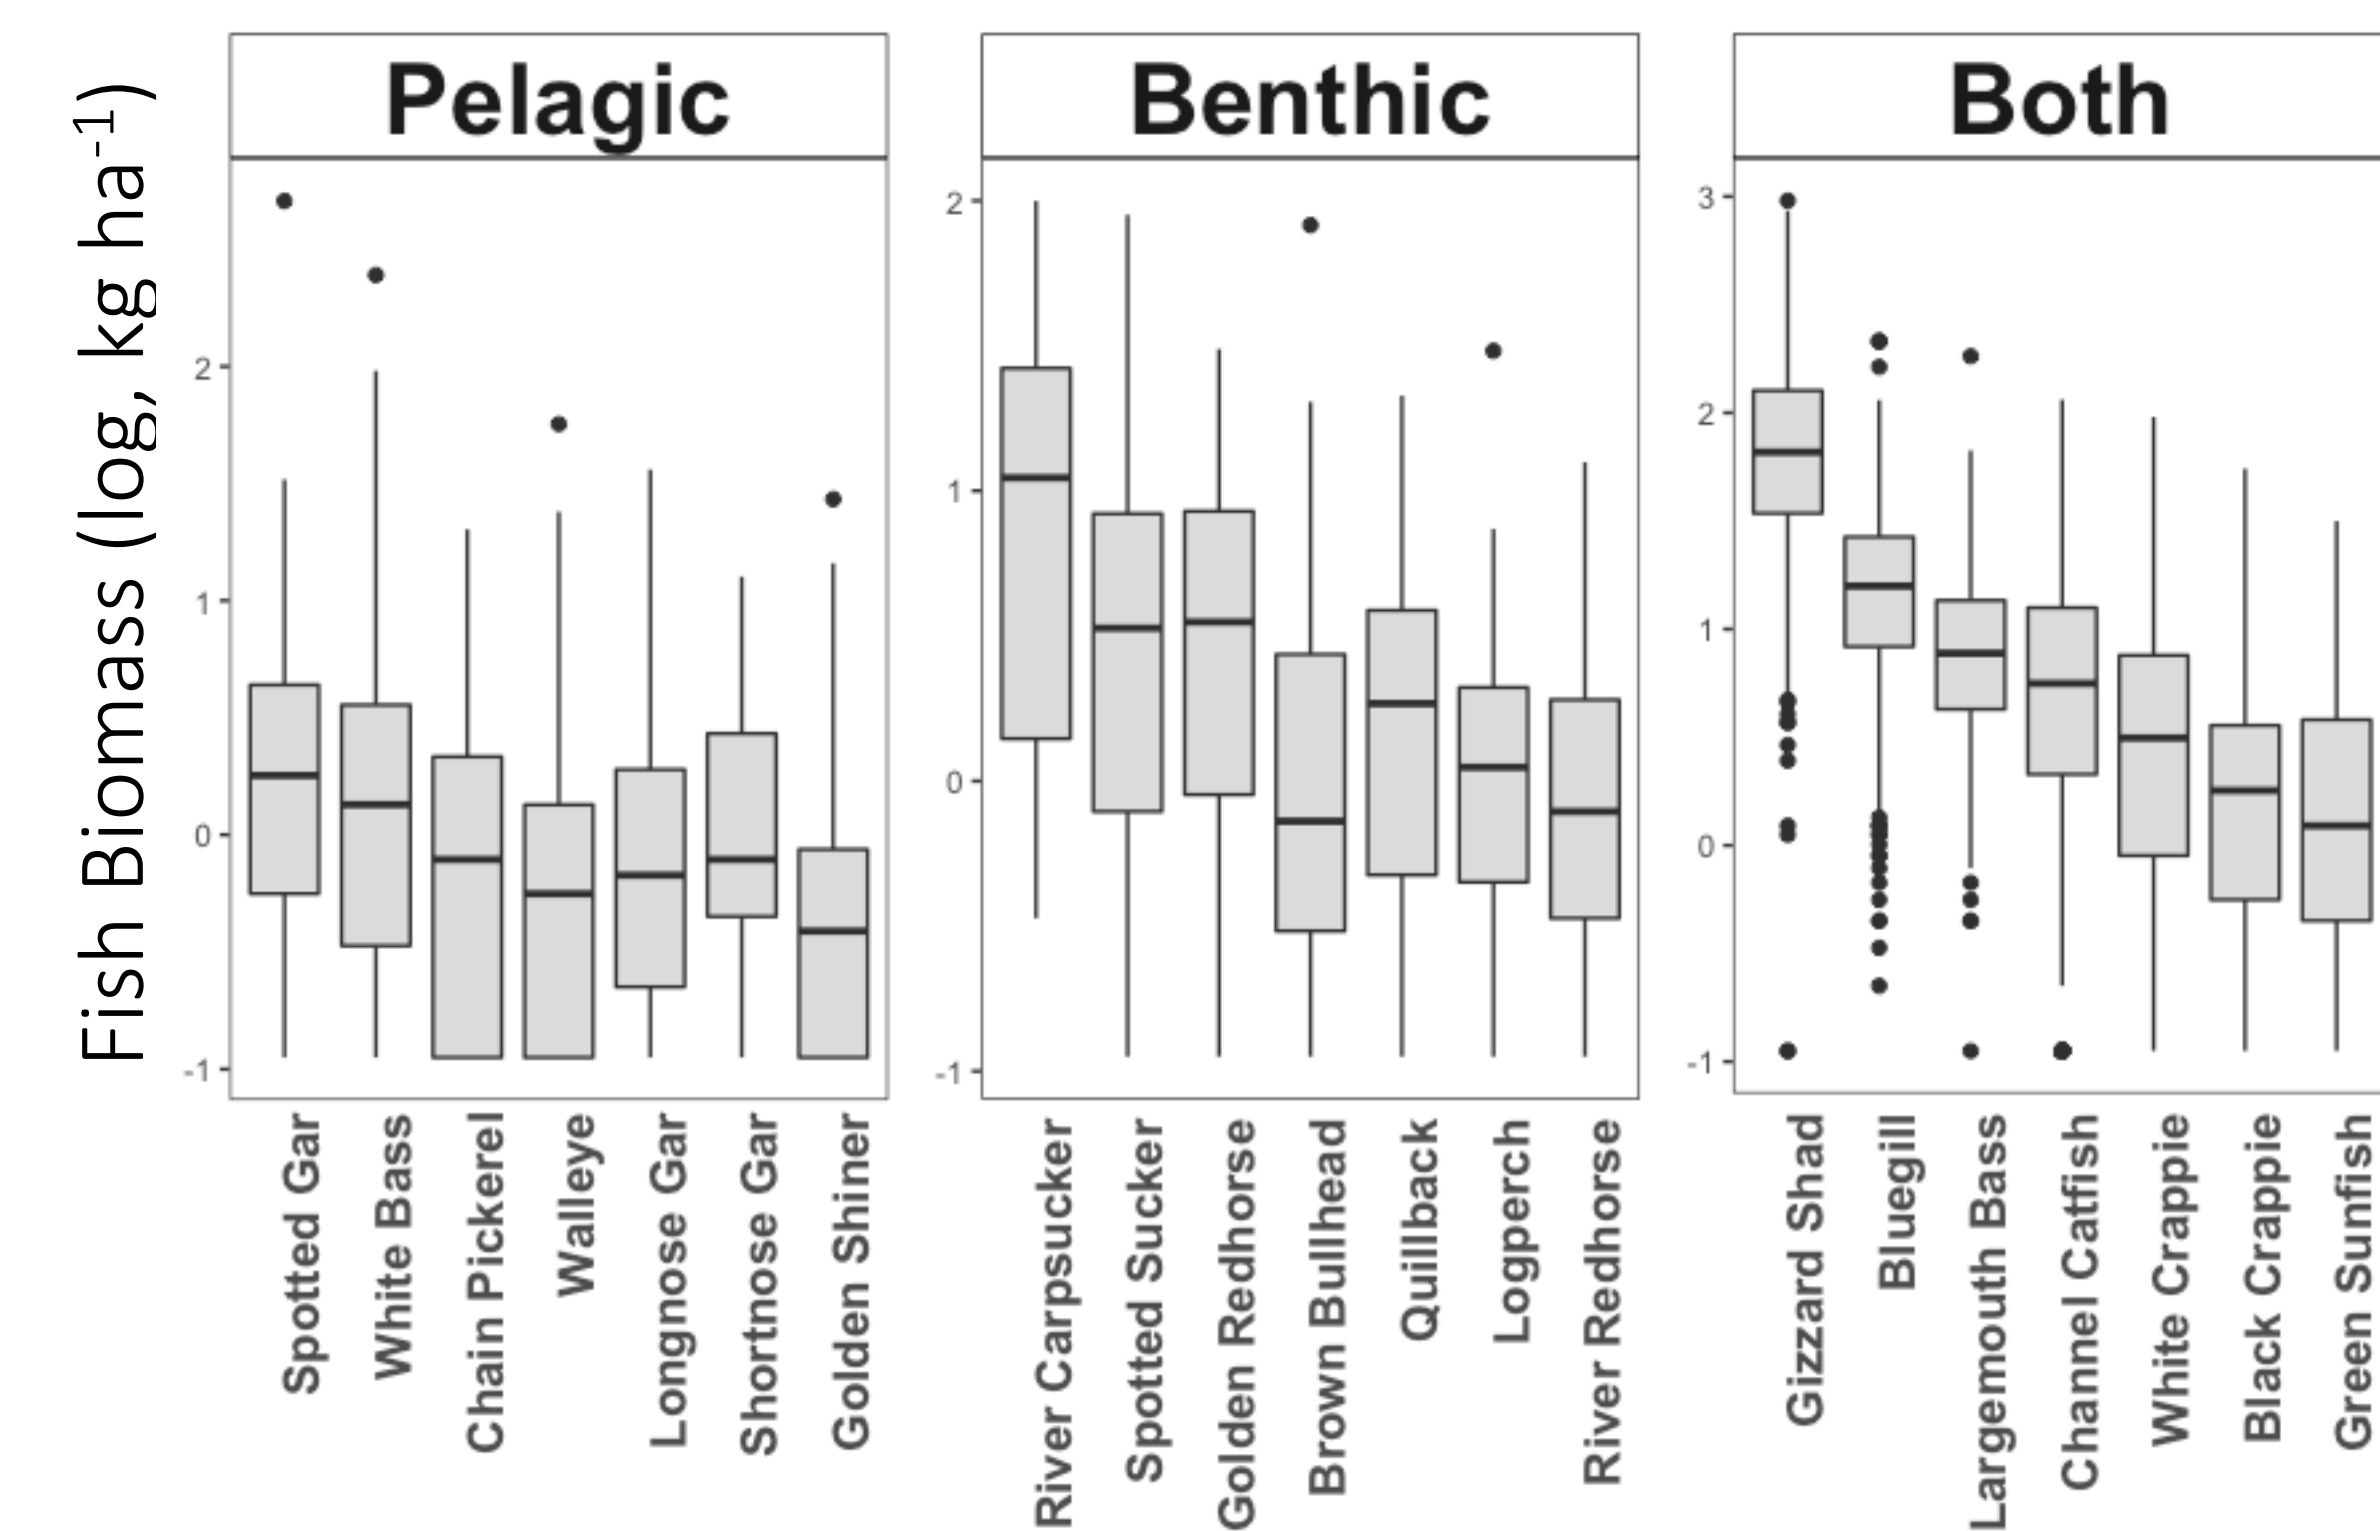 Fish Biomass (log, kg ha⁻¹)
Pelagic
2
1
0
-1
Spotted Gar
White Bass
Chain Pickerel
Walleye
Longnose Gar
Shortnose Gar
Golden Shiner
Benthic
2
1
0
-1
River Carpsucker
Spotted Sucker
Golden Redhorse
Brown Bullhead
Quillback
Logperch
River Redhorse
Both
3
2
1
0
-1
Gizzard Shad
Bluegill
Largemouth Bass
Channel Catfish
White Crappie
Black Crappie
Green Sunfish